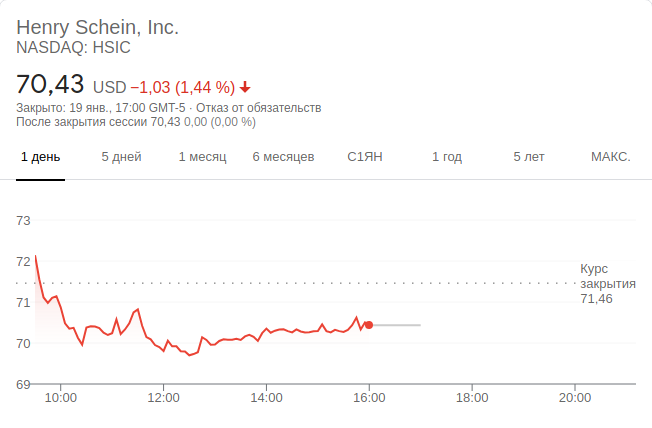 Henry Schein, Inc.
NASDAQ: HSIC
70,43 USD −1,03 (1,44 %)
Закрыто: 19 янв., 17:00 GMT-5 · Отказ от обязательств
После закрытия сессии 70,43 0,00 (0,00 %)
1 день 5 дней 1 месяц 6 месяцев С1ЯН 1 год 5 лет МАКС.
73
72
71
70
69
Курс
закрытия
71,46
10:00 12:00 14:00 16:00 18:00 20:00